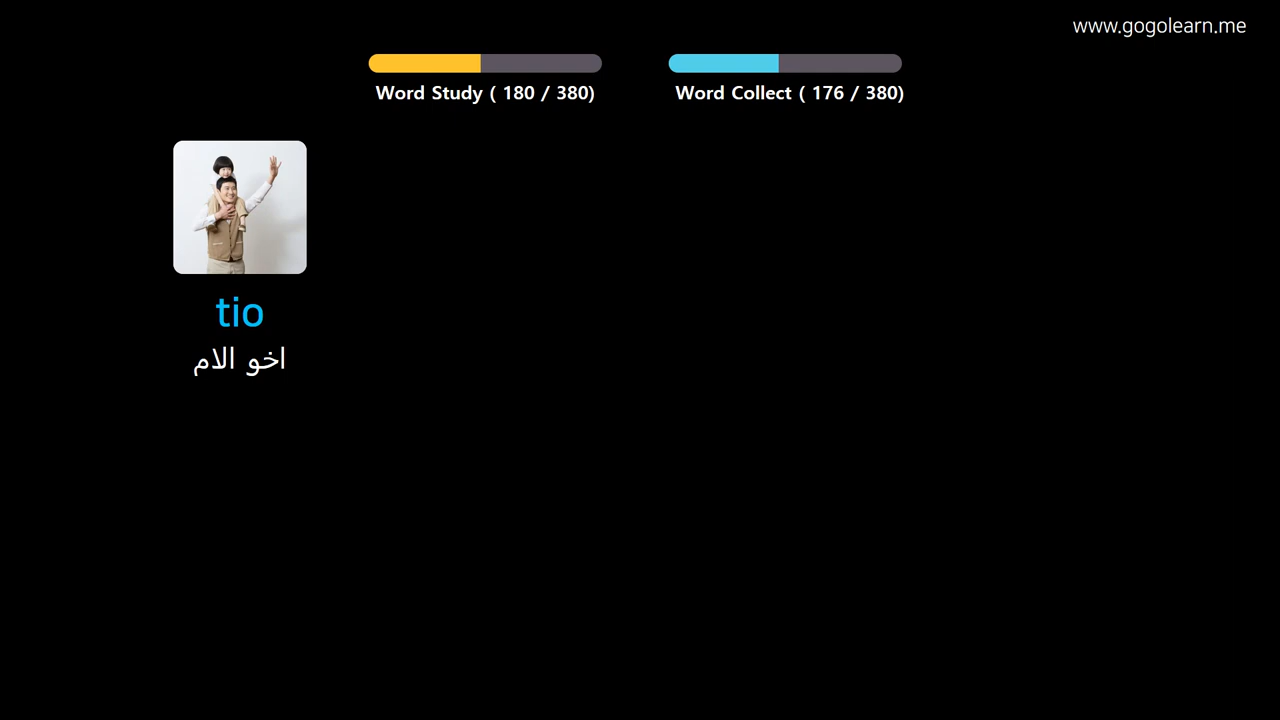 www.gogolearn.me
Word Study ( 180 / 380)
Word Collect ( 176 / 380)
tio
اخو الام